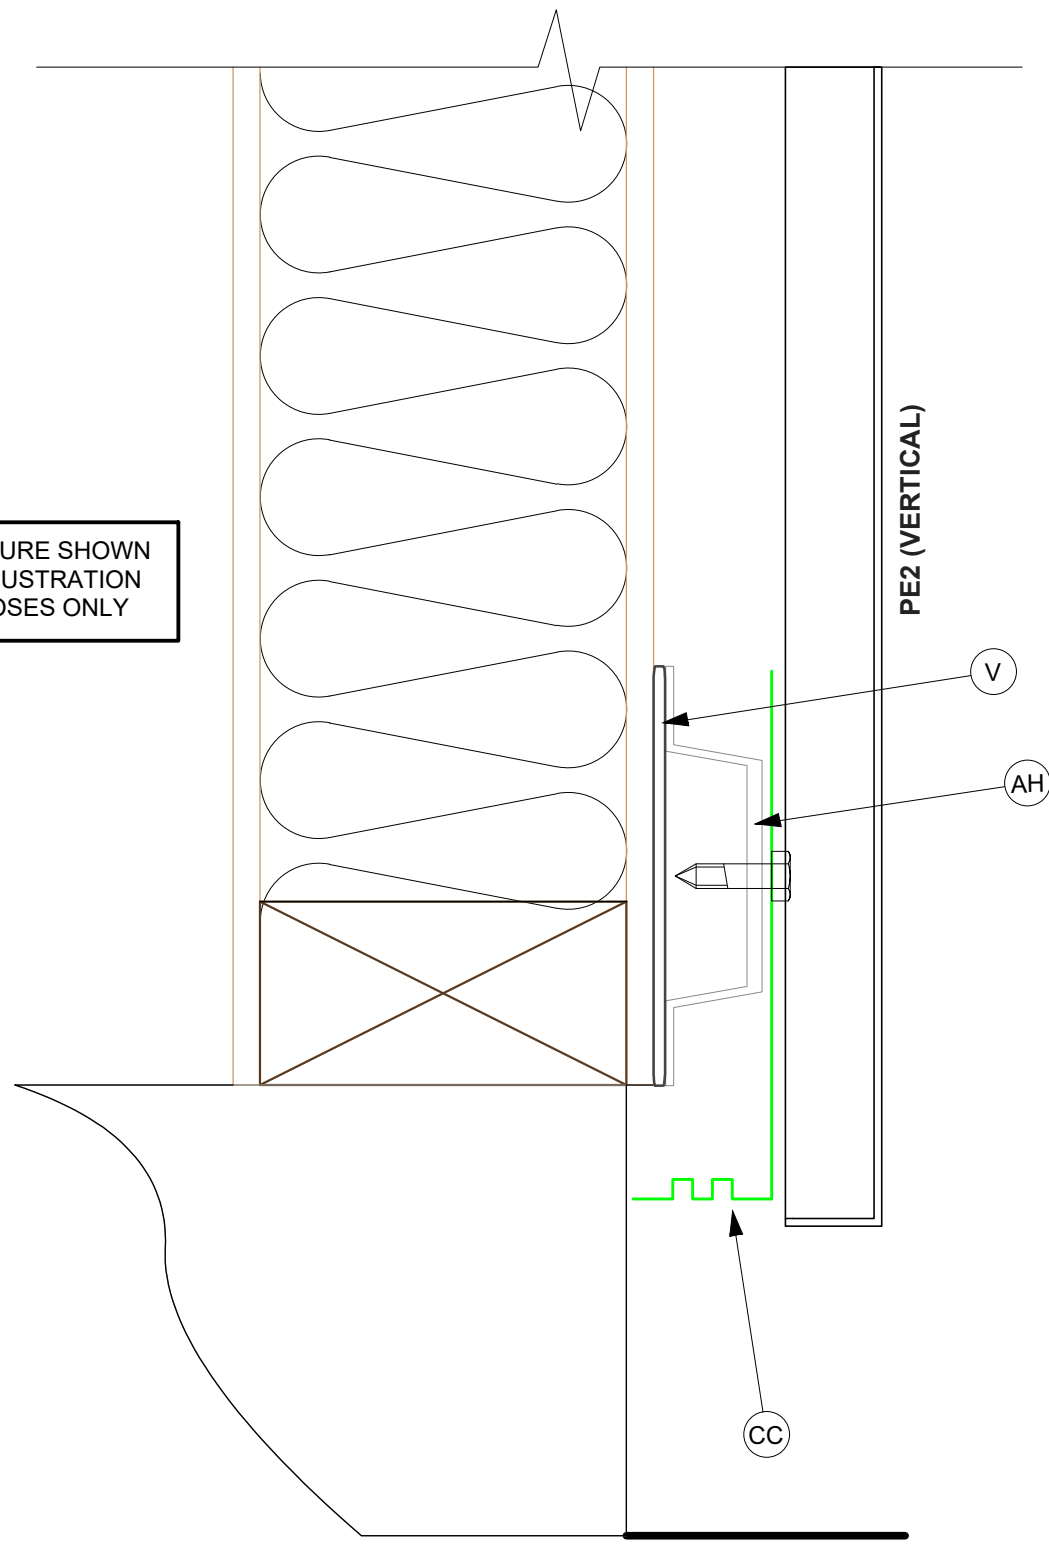 URE SHOWN
USTRATION
OSES ONLY
PE2 (VERTICAL)
V
AH
CC